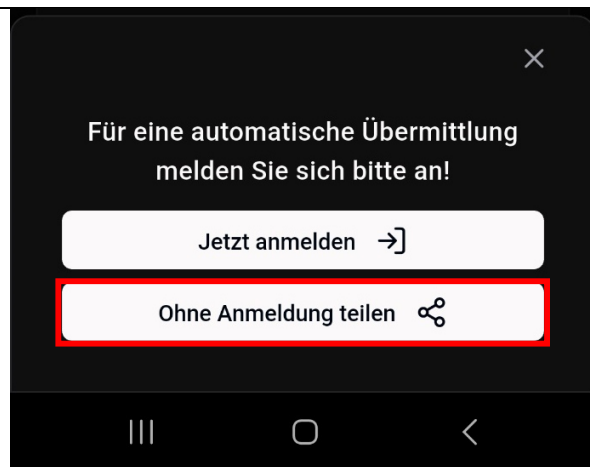 Für eine automatische Übermittlung
melden Sie sich bitte an!
Jetzt anmelden
Ohne Anmeldung teilen